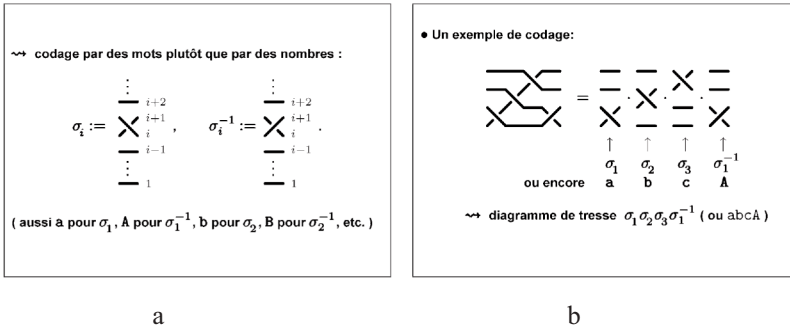 ⇝ codage par des mots plutôt que par des nombres :
⋮ ⋮
i+2 i+2
σᵢ := i+1 , σᵢ⁻¹ := i+1 .
i i
i−1 i−1
⋮ ⋮
1 1
( aussi a pour σ₁, A pour σ₁⁻¹, b pour σ₂, B pour σ₂⁻¹, etc. )
a
• Un exemple de codage:
= · · ·
↑ ↑ ↑ ↑
σ₁ σ₂ σ₃ σ₁⁻¹
ou encore a b c A
⇝ diagramme de tresse σ₁σ₂σ₃σ₁⁻¹ ( ou abcA )
b